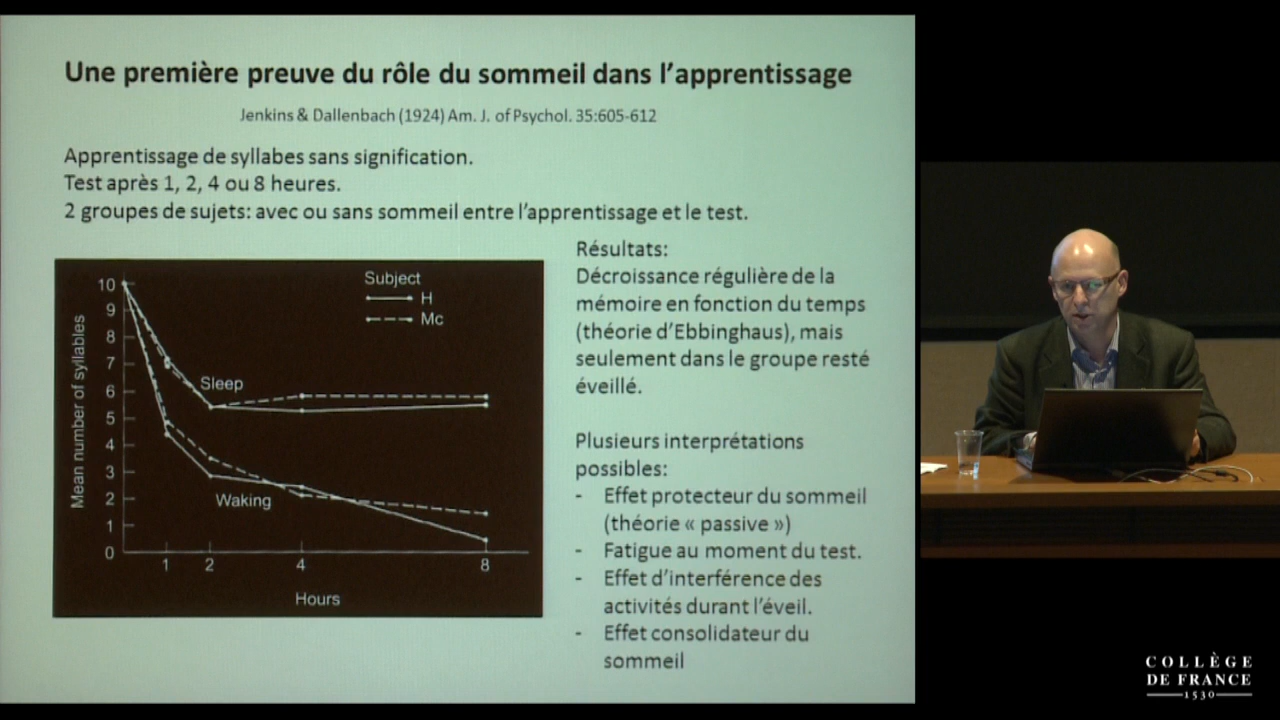 Une première preuve du rôle du sommeil dans l'apprentissage
Jenkins & Dallenbach (1924) Am. J. of Psychol. 35:605-612
Apprentissage de syllabes sans signification.
Test après 1, 2, 4 ou 8 heures.
2 groupes de sujets: avec ou sans sommeil entre l'apprentissage et le test.
Subject
H
Mc
Mean number of syllables
10
9
8
7
6
5
4
3
2
1
0
Sleep
Waking
1 2 4 8
Hours
Résultats:
Décroissance régulière de la
mémoire en fonction du temps
(théorie d'Ebbinghaus), mais
seulement dans le groupe resté
éveillé.
Plusieurs interprétations
possibles:
- Effet protecteur du sommeil
(théorie « passive »)
- Fatigue au moment du test.
- Effet d'interférence des
activités durant l'éveil.
- Effet consolidateur du
sommeil
COLLÈGE
DE FRANCE
1530